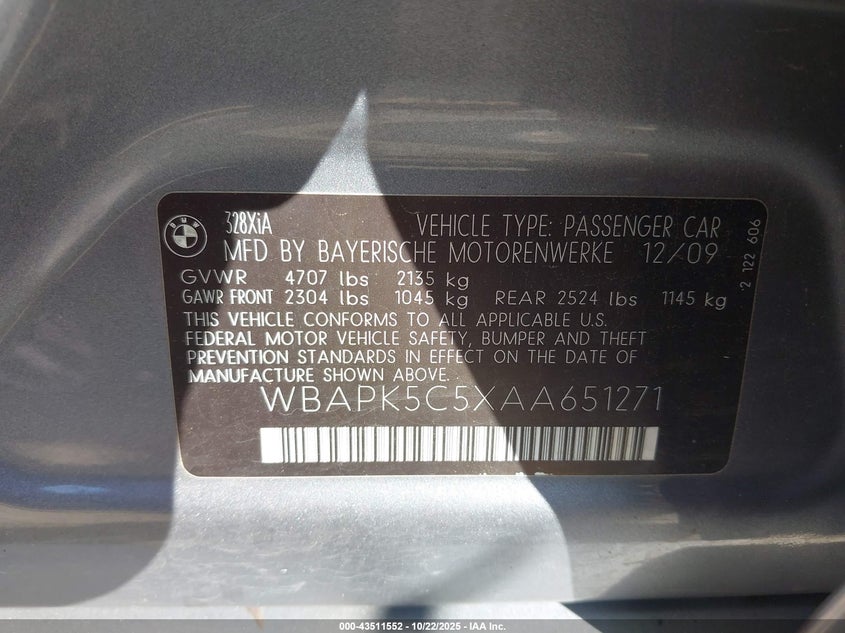 BMW
328XiA VEHICLE TYPE: PASSENGER CAR
MFD BY BAYERISCHE MOTORENWERKE 12/09
GVWR 4707 lbs 2135 kg
GAWR FRONT 2304 lbs 1045 kg REAR 2524 lbs 1145 kg
THIS VEHICLE CONFORMS TO ALL APPLICABLE U.S.
FEDERAL MOTOR VEHICLE SAFETY, BUMPER AND THEFT
PREVENTION STANDARDS IN EFFECT ON THE DATE OF
MANUFACTURE SHOWN ABOVE.
WBAPK5C5XAA651271
2 122 606
000-43511552 - 10/22/2025 - IAA Inc.